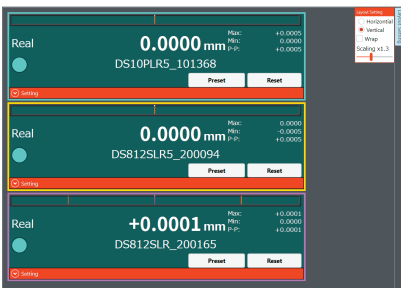 Real
0.0000 mm
Max: +0.0005
Min: 0.0000
P-P: +0.0005
DS10PLR5_101368
Preset Reset
Setting
Real
0.0000 mm
Max: 0.0000
Min: -0.0005
P-P: +0.0005
DS812SLR5_200094
Preset Reset
Setting
Real
+0.0001 mm
Max: +0.0001
Min: 0.0000
P-P: +0.0001
DS812SLR_200165
Preset Reset
Setting
Layout Setting
Horizontal
Vertical
Wrap
Scaling x1.3
Layout Setting